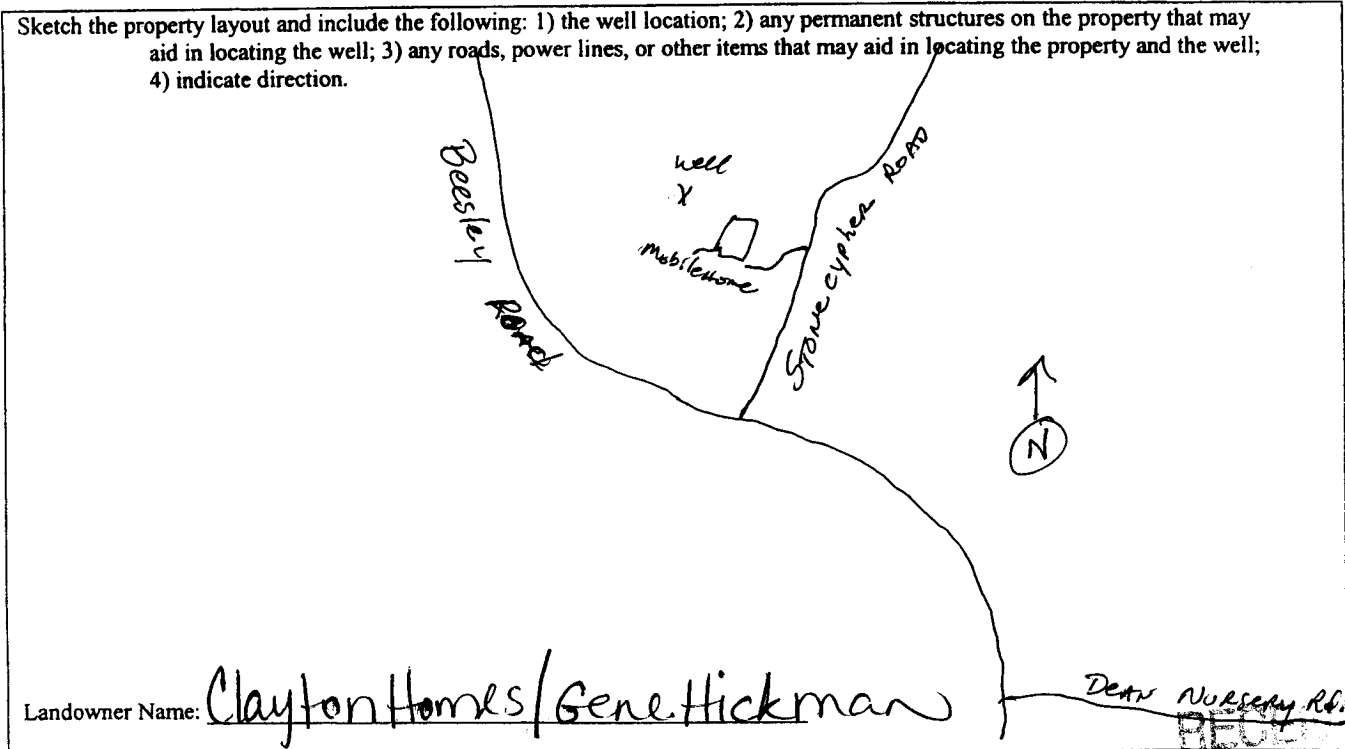 Sketch the property layout and include the following: 1) the well location; 2) any permanent structures on the property that may
aid in locating the well; 3) any roads, power lines, or other items that may aid in locating the property and the well;
4) indicate direction.
Beesley Road
well
X
Mobile Home
Stonecypher Road
N
Dean Nursery Rd.
Landowner Name: Clayton Homes/Gene Hickman